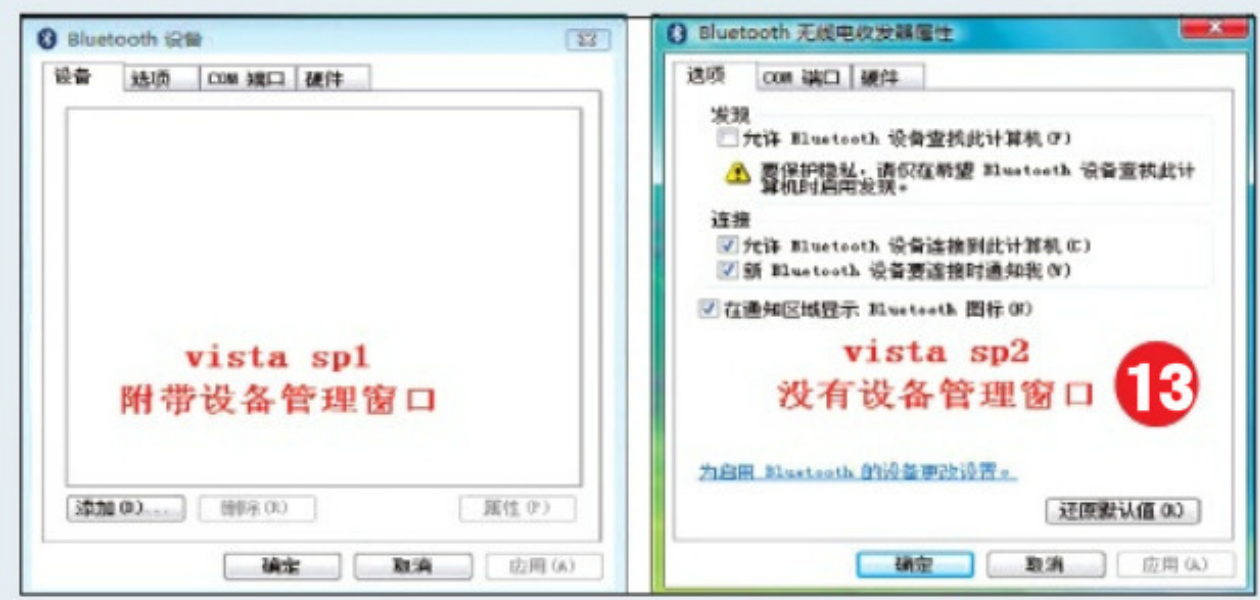 Bluetooth 设备
设备 选项 COM 端口 硬件
vista sp1
附带设备管理窗口
添加(D)... 删除(R) 属性(P)
确定 取消 应用(A)
Bluetooth 无线电收发器属性
选项 COM 端口 硬件
发现
允许 Bluetooth 设备查找此计算机(F)
要保护隐私,请仅在希望 Bluetooth 设备查找此计
算机时启用发现。
连接
允许 Bluetooth 设备连接到此计算机(C)
新 Bluetooth 设备要连接时通知我(W)
在通知区域显示 Bluetooth 图标(N)
vista sp2
没有设备管理窗口
13
为启用 Bluetooth 的设备更改设置。
还原默认值(R)
确定 取消 应用(A)